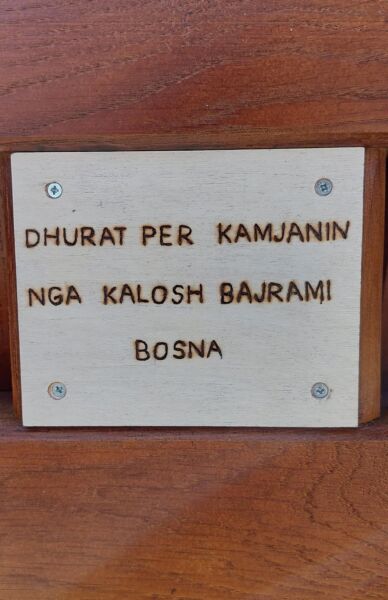 DHURAT PER KAMJANIN
NGA KALOSH BAJRAMI
BOSNA